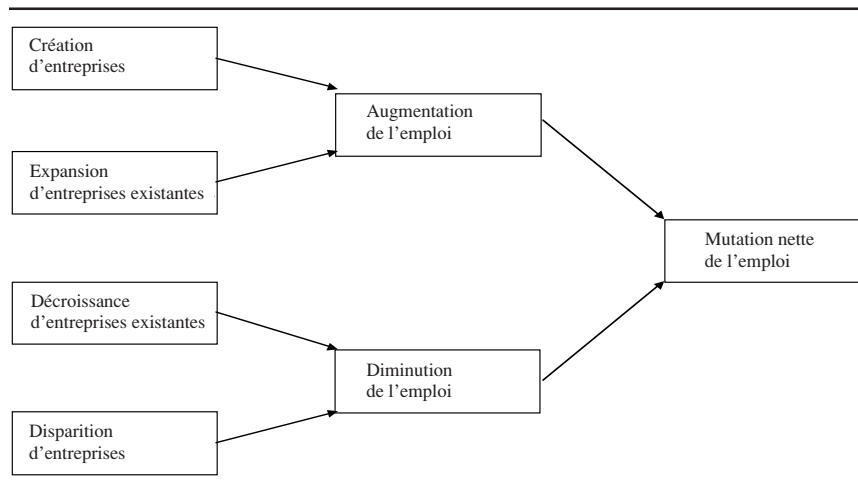 Création
d’entreprises
Expansion
d’entreprises existantes
Décroissance
d’entreprises existantes
Disparition
d’entreprises
Augmentation
de l’emploi
Diminution
de l’emploi
Mutation nette
de l’emploi